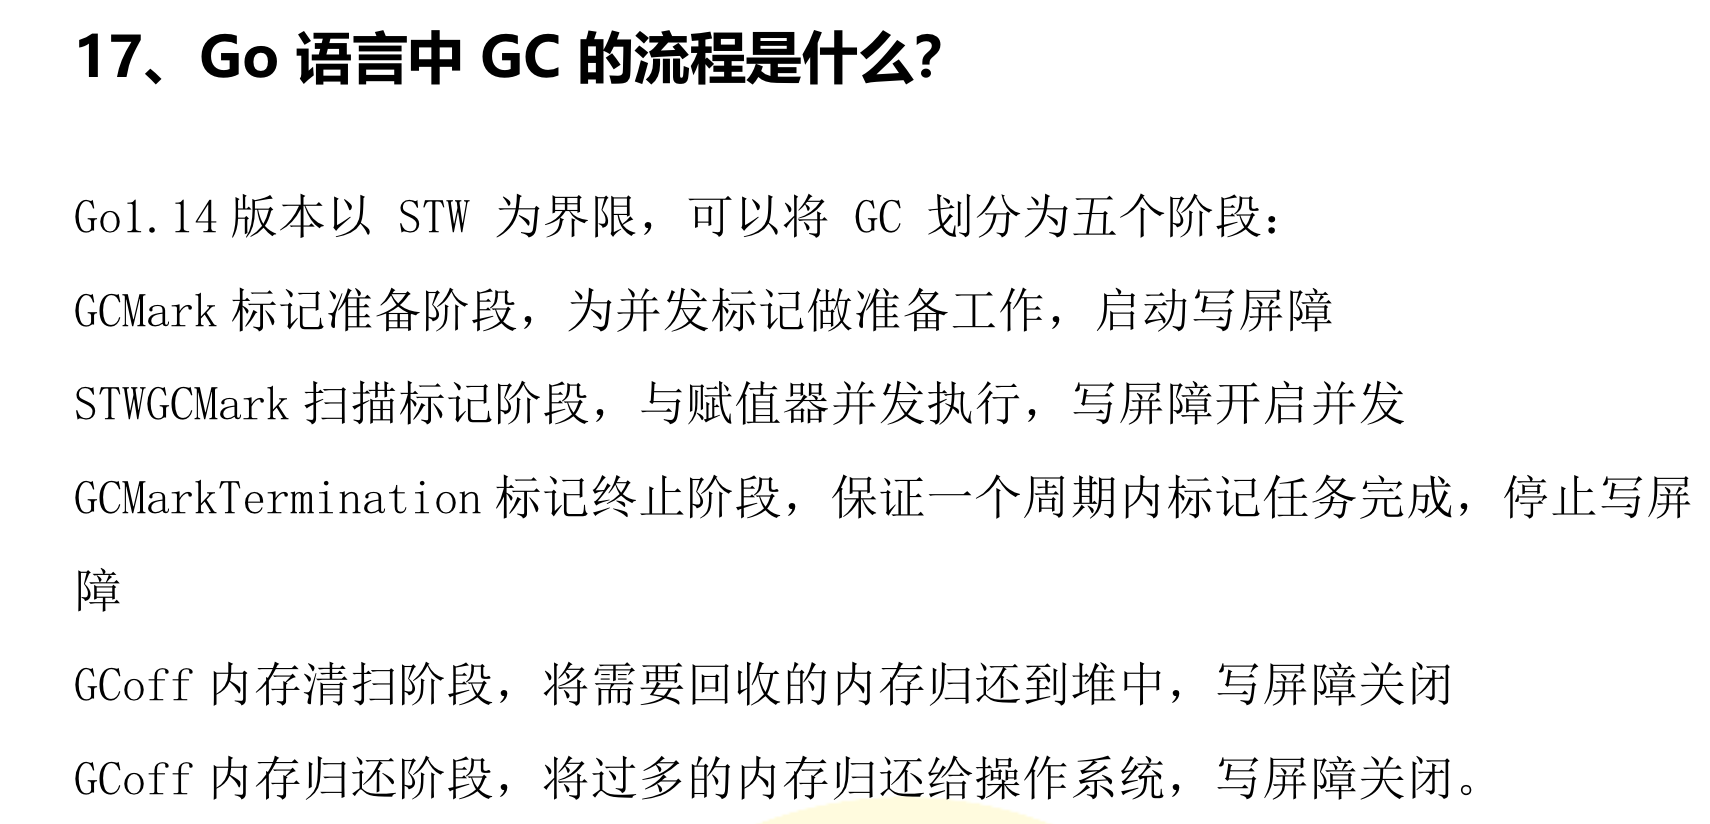 17、Go 语言中 GC 的流程是什么？
Go1.14 版本以 STW 为界限，可以将 GC 划分为五个阶段：
GCMark 标记准备阶段，为并发标记做准备工作，启动写屏障
STWGCMark 扫描标记阶段，与赋值器并发执行，写屏障开启并发
GCMarkTermination 标记终止阶段，保证一个周期内标记任务完成，停止写屏
障
GCoff 内存清扫阶段，将需要回收的内存归还到堆中，写屏障关闭
GCoff 内存归还阶段，将过多的内存归还给操作系统，写屏障关闭。